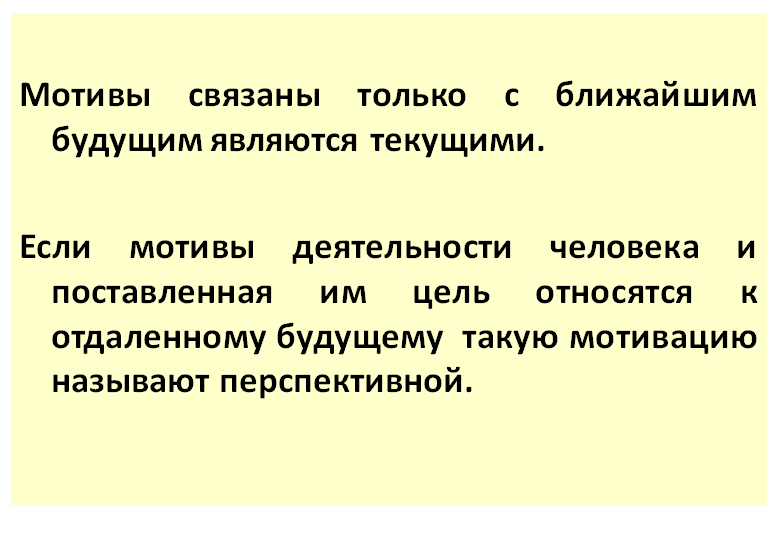 Мотивы связаны только с ближайшим
будущим являются текущими.
Если мотивы деятельности человека и
поставленная им цель относятся к
отдаленному будущему такую мотивацию
называют перспективной.